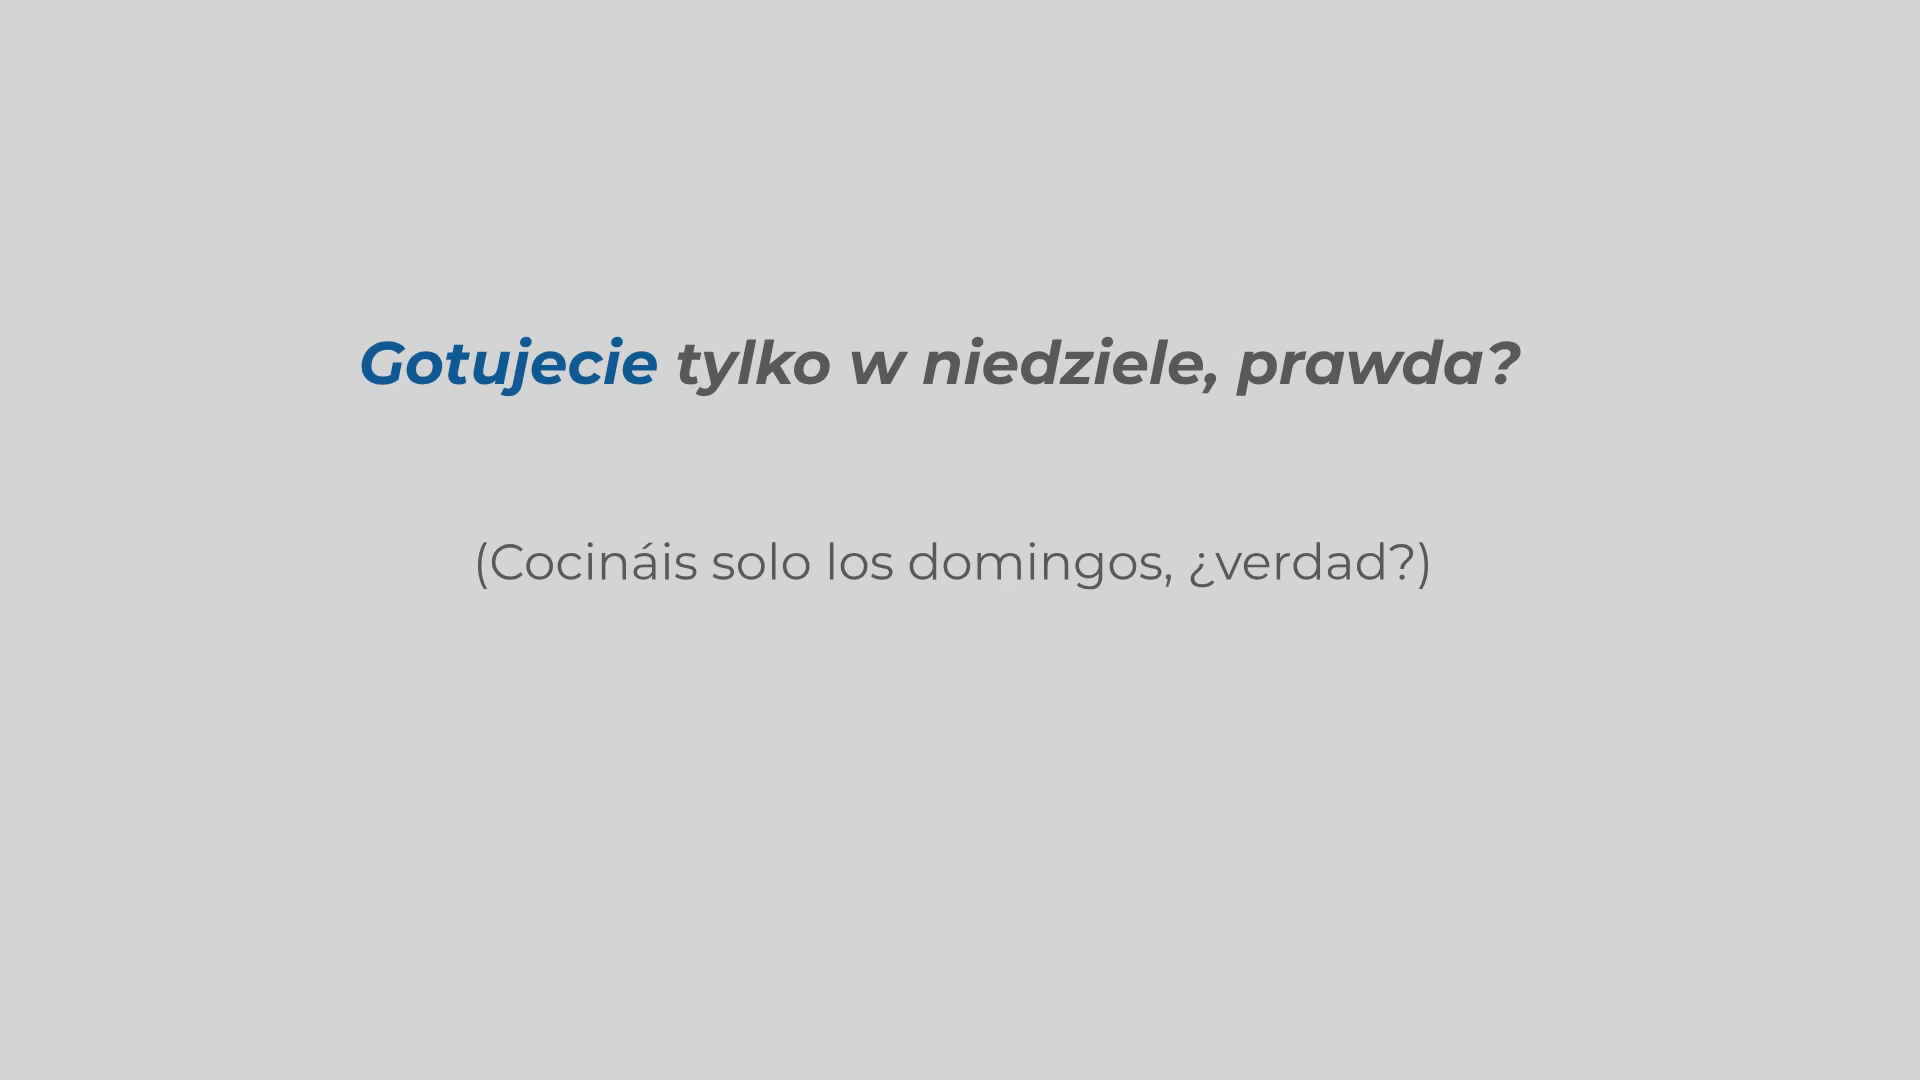 Gotujecie tylko w niedziele, prawda?
(Cocináis solo los domingos, ¿verdad?)